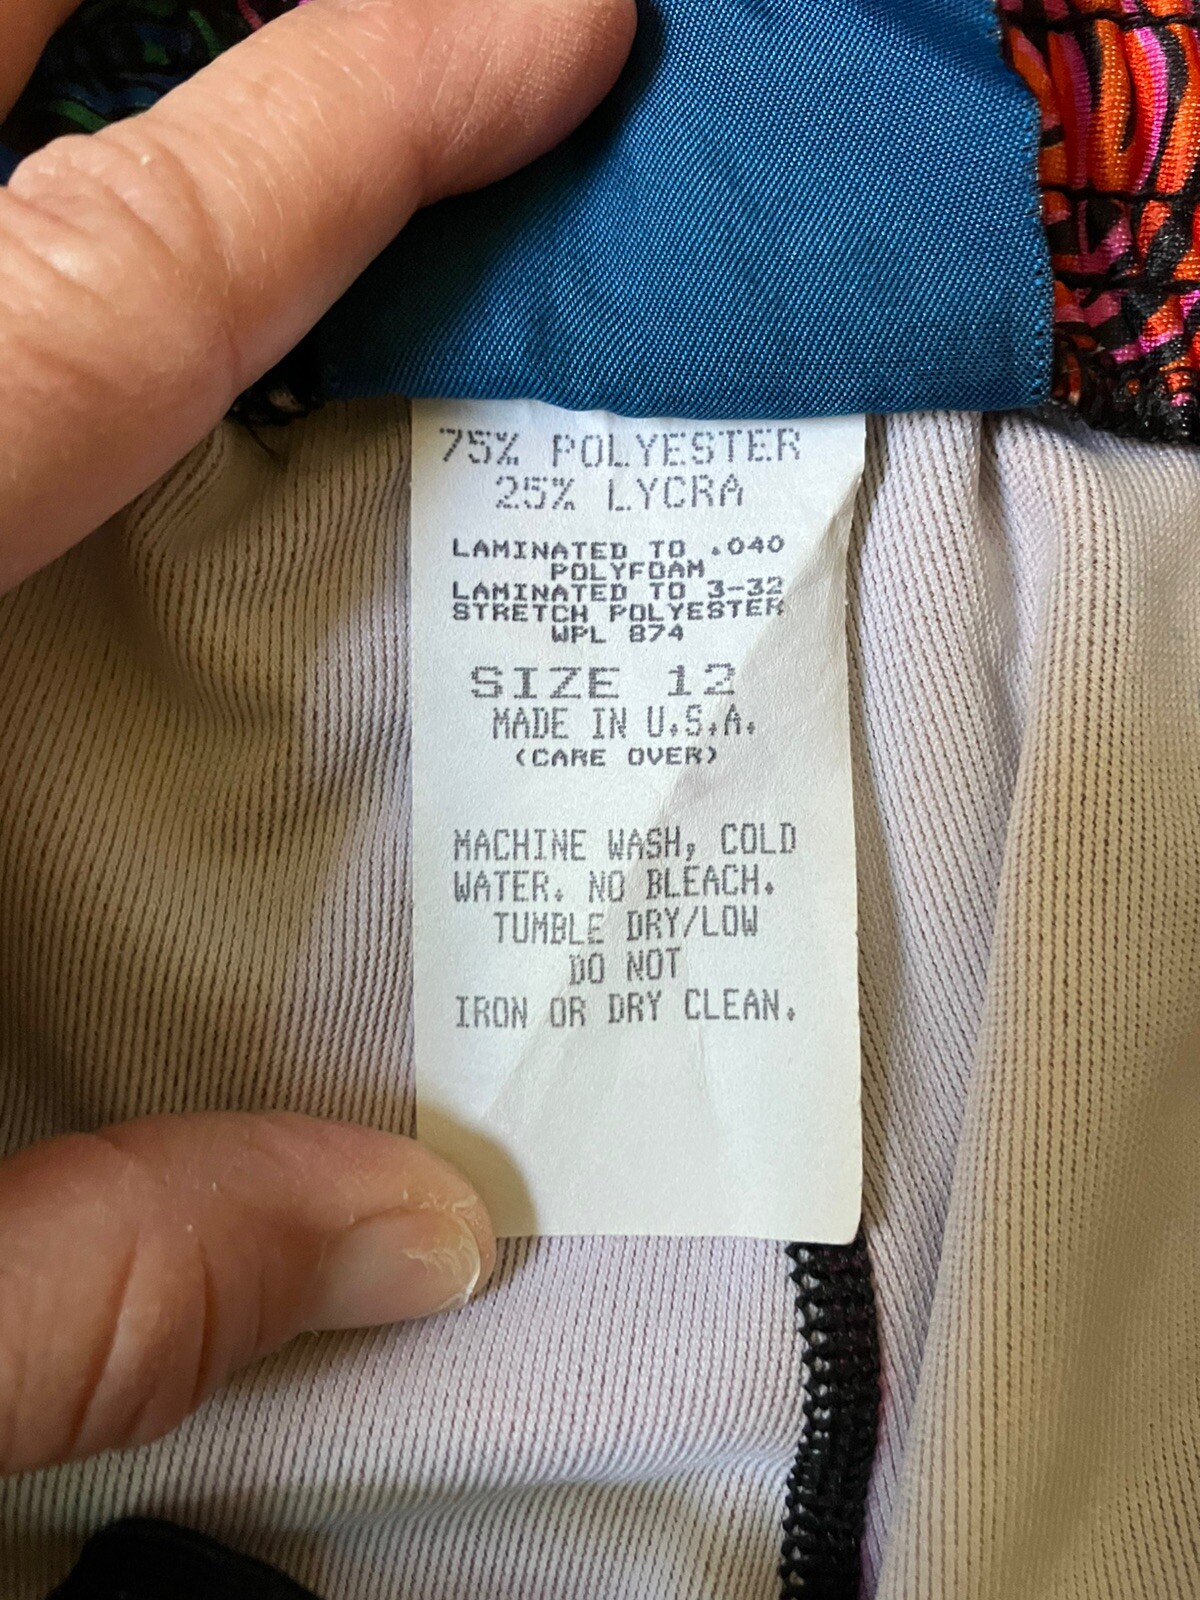 75% POLYESTER
25% LYCRA
LAMINATED TO .040
POLYFOAM
LAMINATED TO 3-32
STRETCH POLYESTER
WPL 874
SIZE 12
MADE IN U.S.A.
(CARE OVER)
MACHINE WASH, COLD
WATER. NO BLEACH.
TUMBLE DRY/LOW
DO NOT
IRON OR DRY CLEAN.